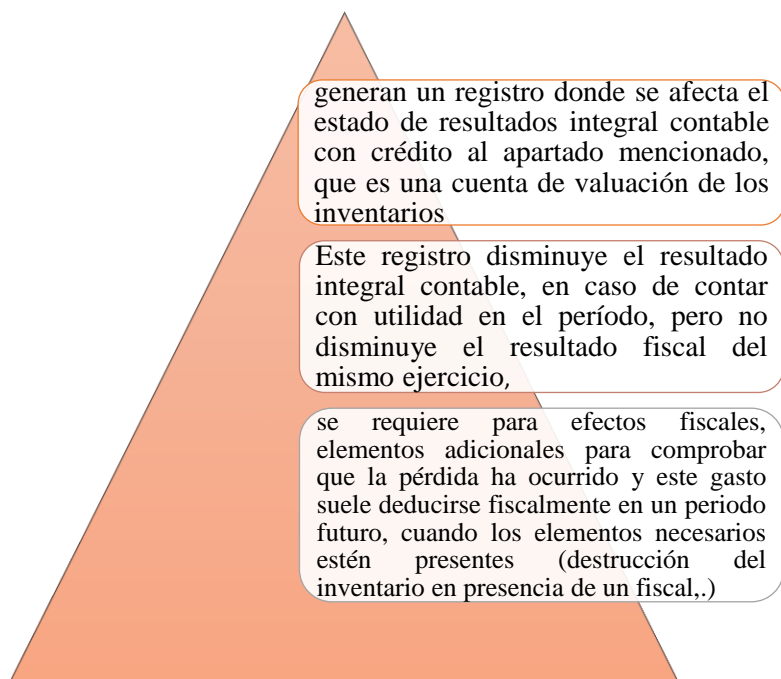 generan un registro donde se afecta el
estado de resultados integral contable
con crédito al apartado mencionado,
que es una cuenta de valuación de los
inventarios
Este registro disminuye el resultado
integral contable, en caso de contar
con utilidad en el período, pero no
disminuye el resultado fiscal del
mismo ejercicio,
se requiere para efectos fiscales,
elementos adicionales para comprobar
que la pérdida ha ocurrido y este gasto
suele deducirse fiscalmente en un periodo
futuro, cuando los elementos necesarios
estén presentes (destrucción del
inventario en presencia de un fiscal,.)